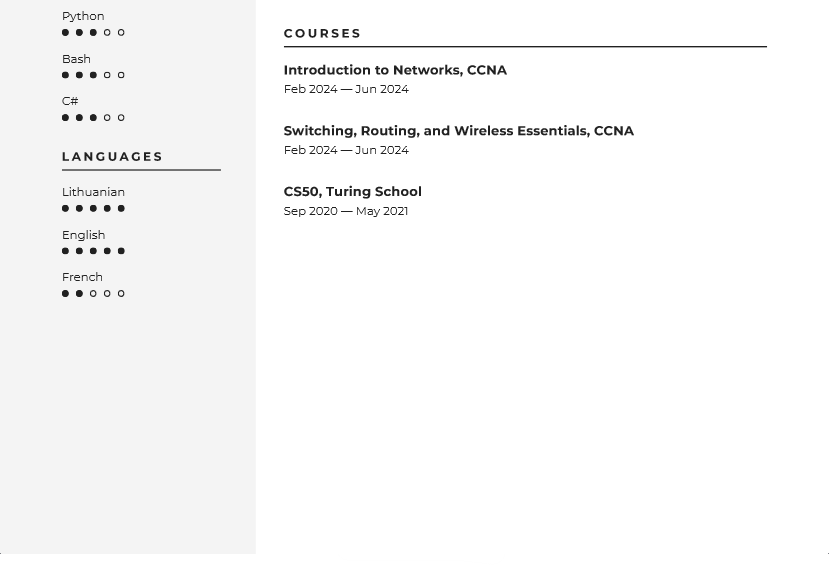 Python
Bash
C#
LANGUAGES
Lithuanian
English
French
COURSES
Introduction to Networks, CCNA
Feb 2024 — Jun 2024
Switching, Routing, and Wireless Essentials, CCNA
Feb 2024 — Jun 2024
CS50, Turing School
Sep 2020 — May 2021